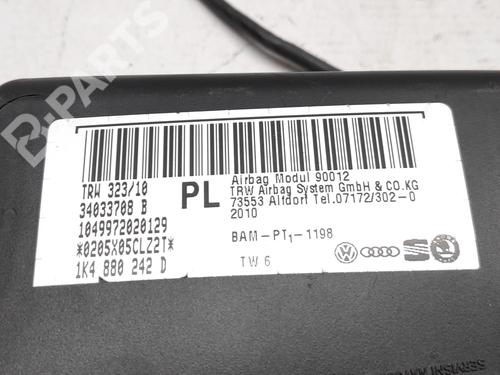 TRW 323/10
34033708 B
1049972020129
*0205X05CLZ2T*
1K4 880 242 D
PL
Airbag Modul 90012
TRW Airbag System GmbH & CO.KG
73553 Alfdorf Tel.07172/302-0
2010
BAM-PT1-1198
TW 6
B-PARTS
B-PARTS